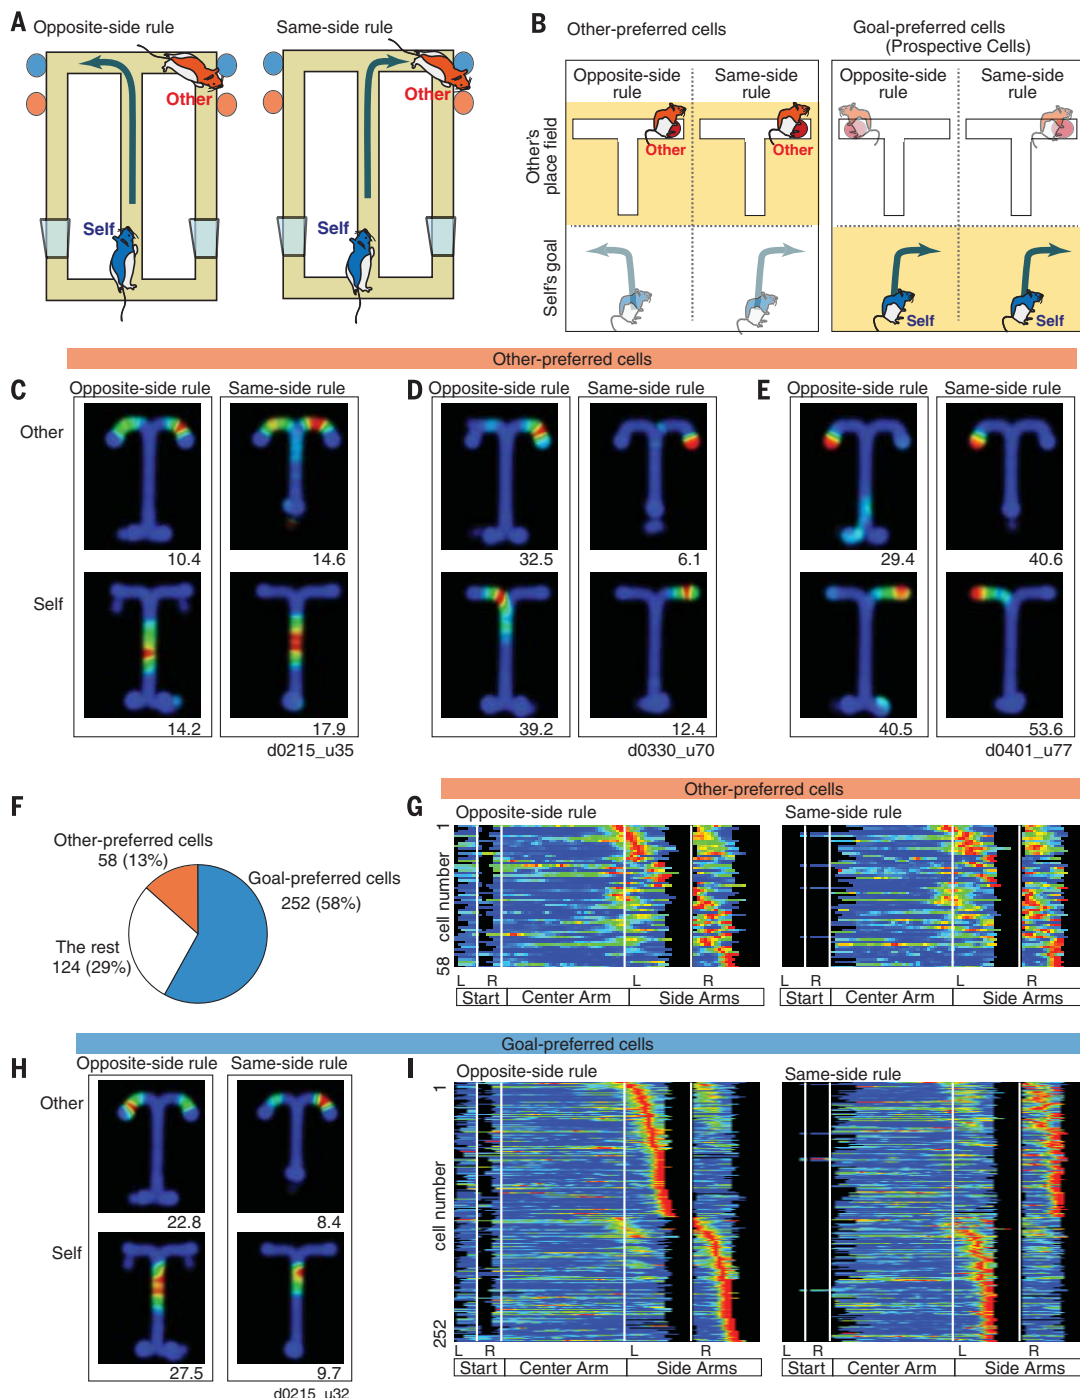 A
Opposite-side rule
Same-side rule
Other
Other
Self
Self
B
Other-preferred cells
Goal-preferred cells
(Prospective Cells)
Opposite-side rule
Same-side rule
Opposite-side rule
Same-side rule
Other's place field
Other
Other
Self's goal
Self
Self
Other-preferred cells
C
Opposite-side rule
Same-side rule
D
Opposite-side rule
Same-side rule
E
Opposite-side rule
Same-side rule
Other
10.4
14.6
32.5
6.1
29.4
40.6
Self
14.2
17.9
39.2
12.4
40.5
53.6
d0215_u35
d0330_u70
d0401_u77
F
Other-preferred cells
58 (13%)
Goal-preferred cells
252 (58%)
The rest
124 (29%)
Other-preferred cells
G
Opposite-side rule
Same-side rule
1
cell number
58
L R L R
Start Center Arm Side Arms
L R L R
Start Center Arm Side Arms
Goal-preferred cells
H
Opposite-side rule
Same-side rule
Other
22.8
8.4
Self
27.5
9.7
d0215_u32
I
Opposite-side rule
Same-side rule
1
cell number
252
L R L R
Start Center Arm Side Arms
L R L R
Start Center Arm Side Arms